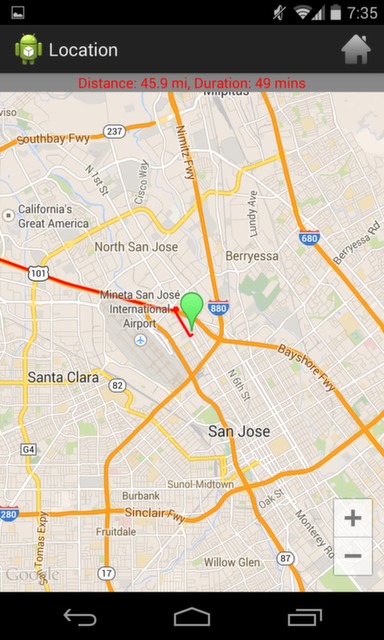 7:35
Location
Distance: 45.9 mi, Duration: 49 mins
Milpitas
237
Southbay Fwy
Nimitz Fwy
N 1st St
Cisco Way
Lundy Ave
California's
Great America
680
Berryessa Rd
North San Jose
Berryessa
101
Mineta San José
International
Airport
880
Bayshore Fwy
Santa Clara
82
N 6th St
San Jose
G4
Sunol-Midtown
Burbank
Oak St
280
Sinclair Fwy
Fruitdale
Monterey Rd
S. Tomas Expy
Willow Glen
87
17
Google
+
−